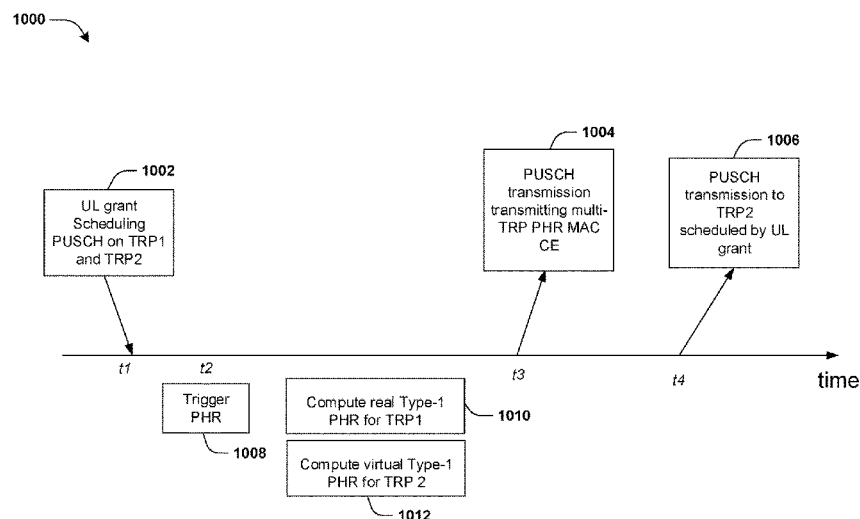 1000
1002
UL grant
Scheduling
PUSCH on TRP1
and TRP2
1004
PUSCH
transmission
transmitting multi-
TRP PHR MAC
CE
1006
PUSCH
transmission to
TRP2
scheduled by UL
grant
t1
t2
t3
t4
time
Trigger
PHR
1008
Compute real Type-1
PHR for TRP1
1010
Compute virtual Type-1
PHR for TRP 2
1012